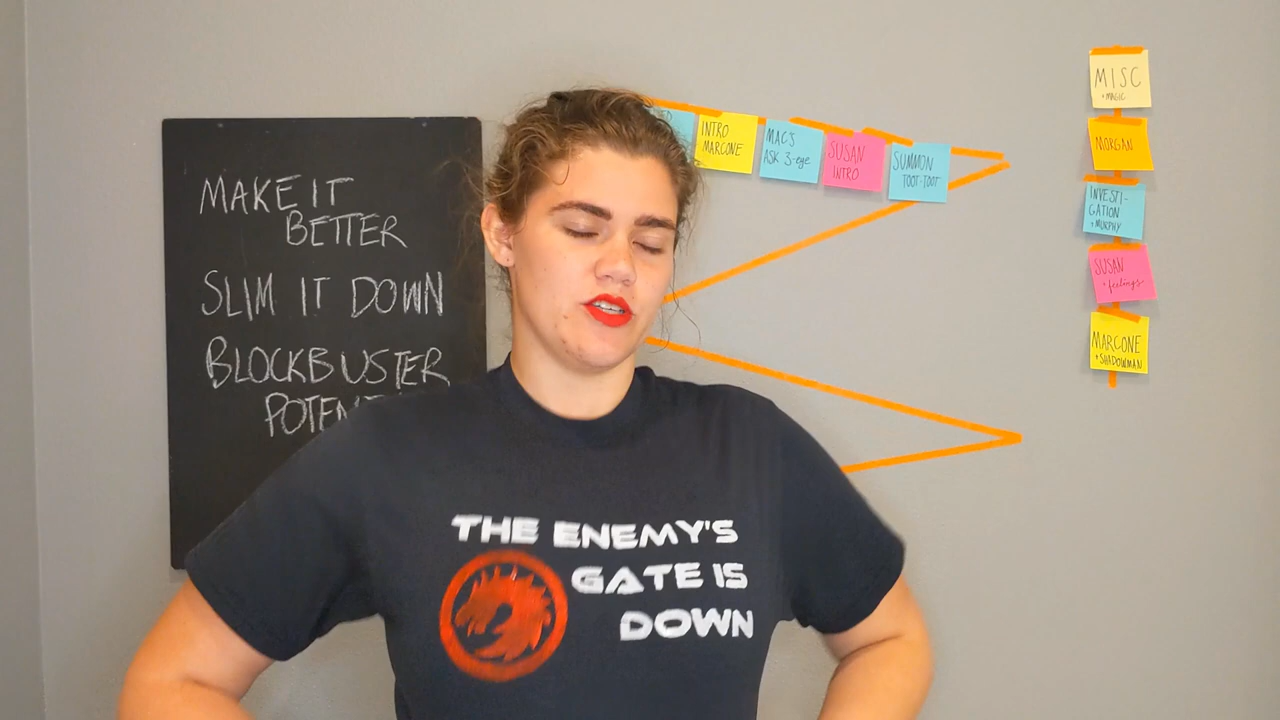 MAKE IT
BETTER
SLIM IT DOWN
BLOCKBUSTER
INTRO
MARCONE
MAC'S
ASK 3-eye
SUSAN
INTRO
SUMMON
TOOT-TOOT
MISC
+MAGIC
MORGAN
INVESTI-
GATION
+MURPHY
SUSAN
+feelings
MARCONE
+SHADOWMAN
THE ENEMY'S
GATE IS
DOWN